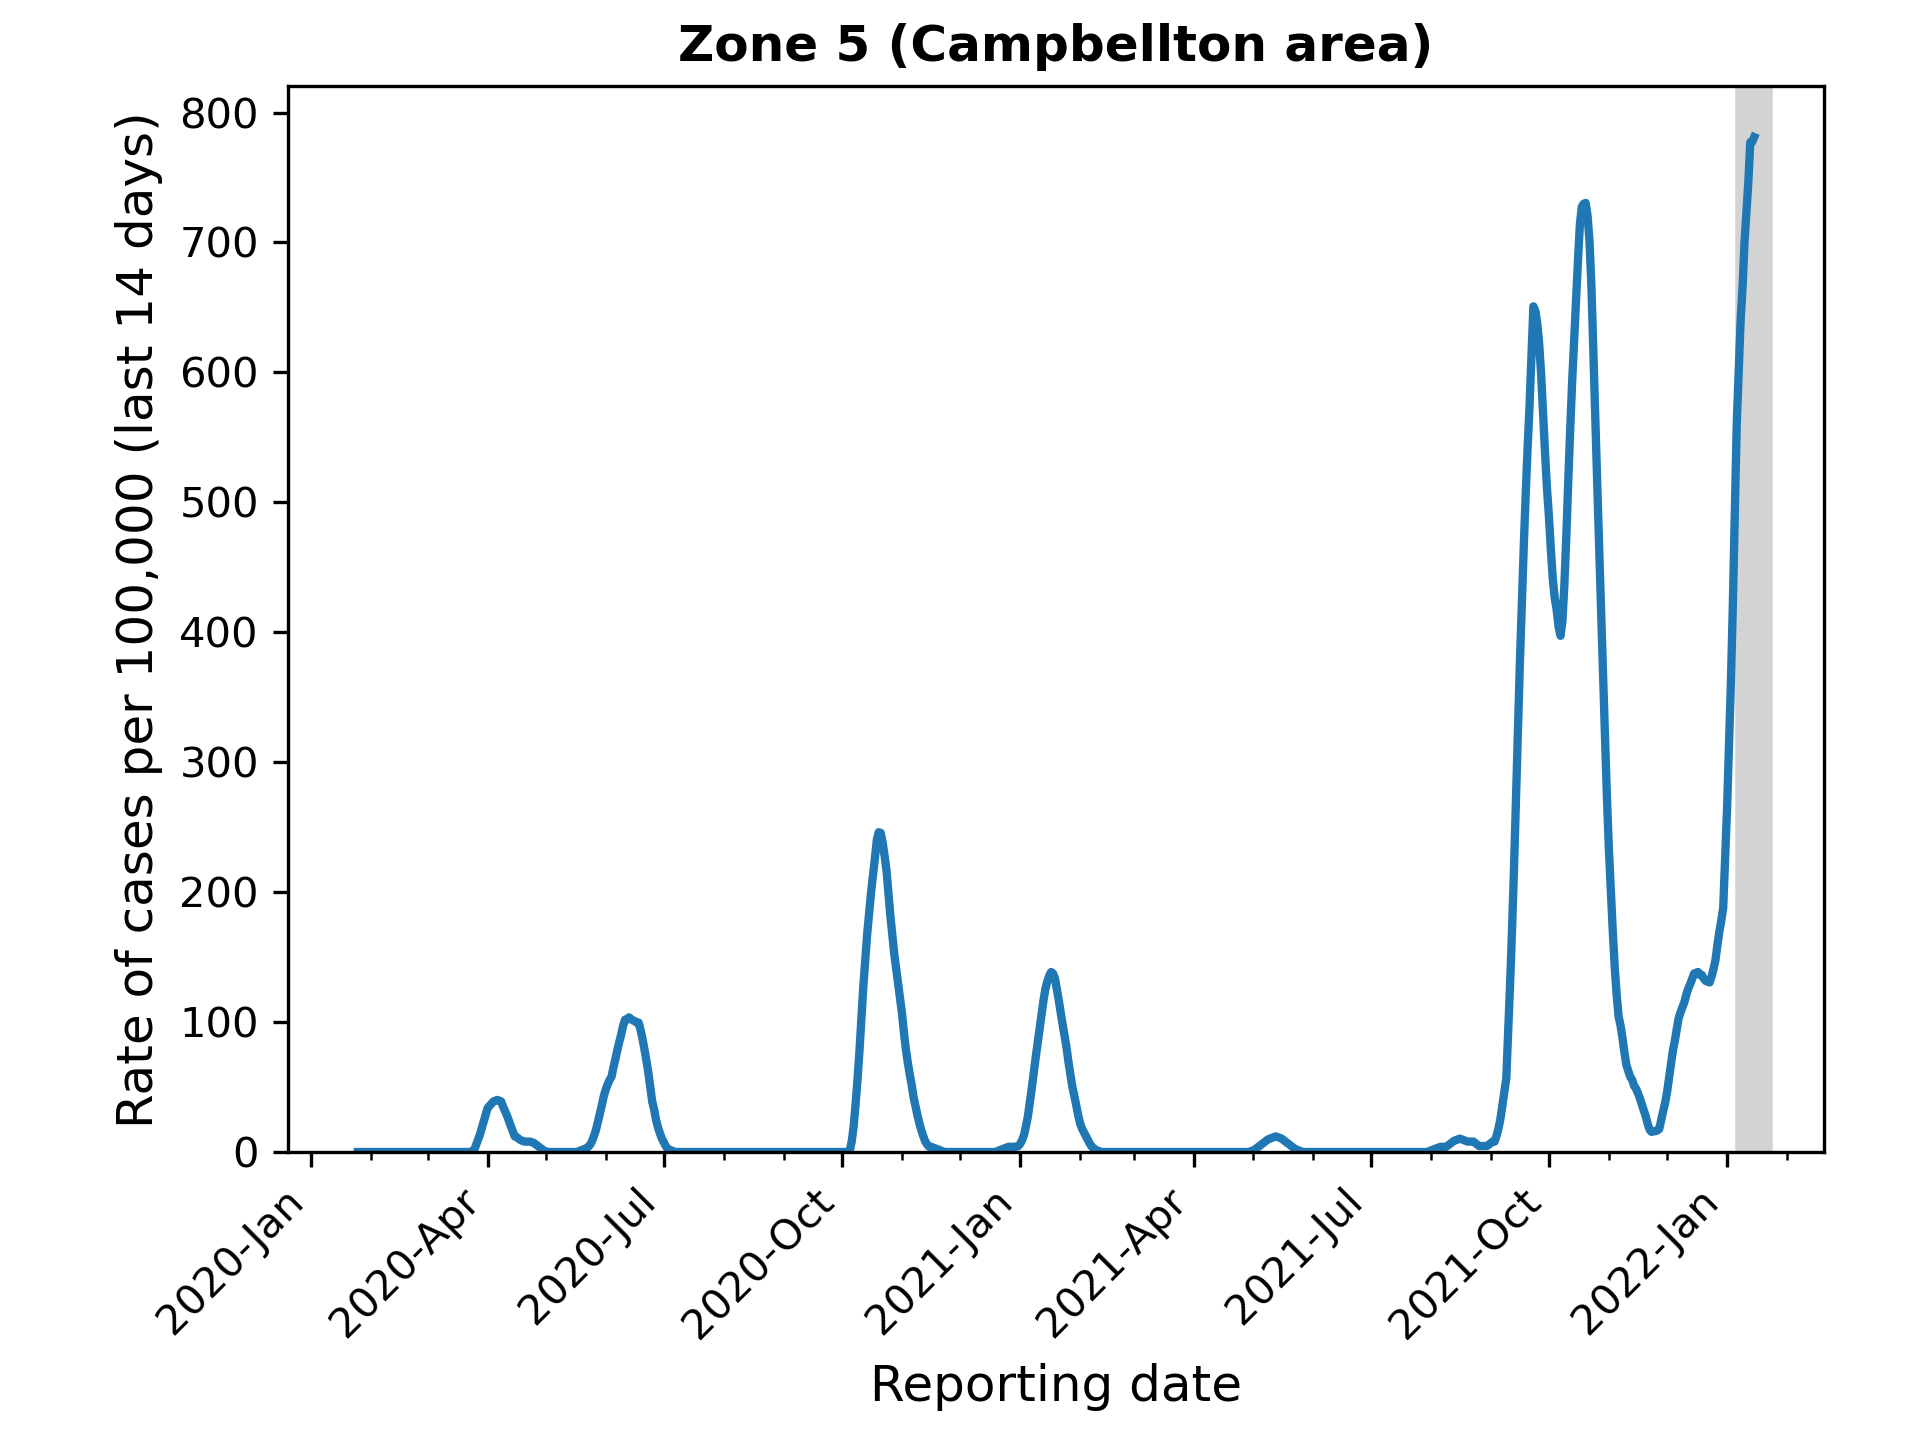 Zone 5 (Campbellton area)
Rate of cases per 100,000 (last 14 days)
800
700
600
500
400
300
200
100
0
2020-Jan
2020-Apr
2020-Jul
2020-Oct
2021-Jan
2021-Apr
2021-Jul
2021-Oct
2022-Jan
Reporting date